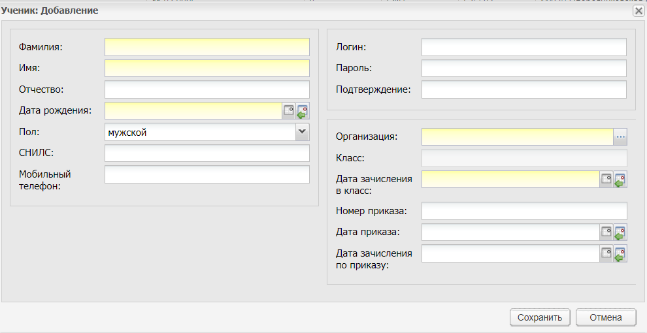 Ученик: Добавление
Фамилия:
Имя:
Отчество:
Дата рождения:
Пол:
мужской
СНИЛС:
Мобильный
телефон:
Логин:
Пароль:
Подтверждение:
Организация:
Класс:
Дата зачисления
в класс:
Номер приказа:
Дата приказа:
Дата зачисления
по приказу:
Сохранить
Отмена